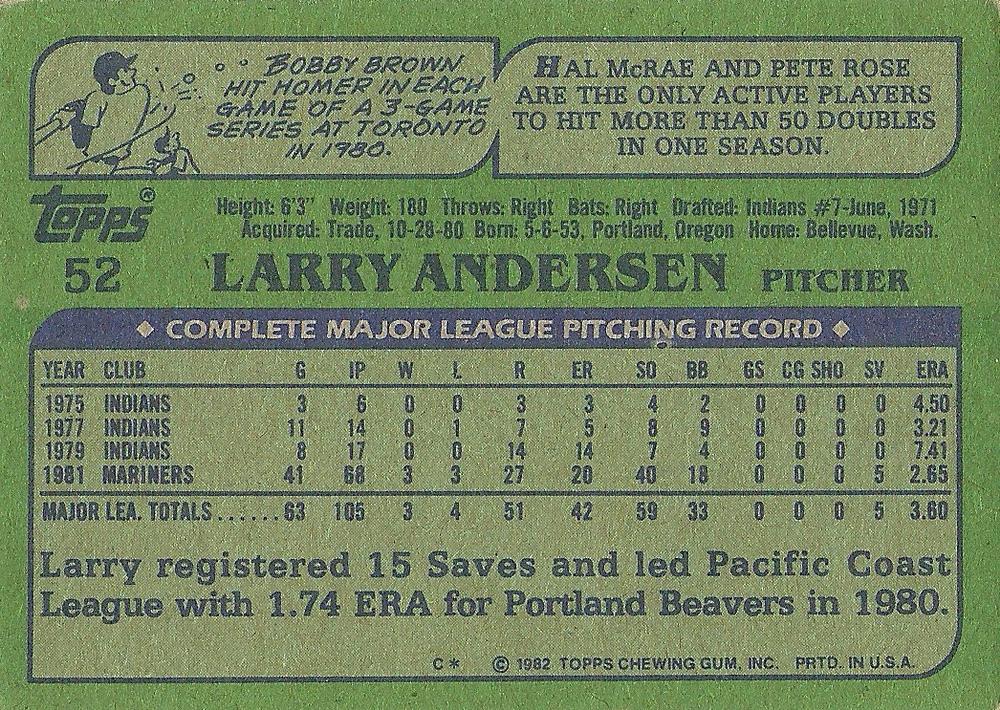 BOBBY BROWN
HIT HOMER IN EACH
GAME OF A 3-GAME
SERIES AT TORONTO
IN 1980.
HAL McRAE AND PETE ROSE
ARE THE ONLY ACTIVE PLAYERS
TO HIT MORE THAN 50 DOUBLES
IN ONE SEASON.
Topps®
Height: 6'3" Weight: 180 Throws: Right Bats: Right Drafted: Indians #7-June, 1971
Acquired: Trade, 10-28-80 Born: 5-6-53, Portland, Oregon Home: Bellevue, Wash.
52 LARRY ANDERSEN PITCHER
◆ COMPLETE MAJOR LEAGUE PITCHING RECORD ◆
YEAR CLUB G IP W L R ER SO BB GS CG SHO SV ERA
1975 INDIANS 3 6 0 0 3 3 4 2 0 0 0 0 4.50
1977 INDIANS 11 14 0 1 7 5 8 9 0 0 0 0 3.21
1979 INDIANS 8 17 0 0 14 14 7 4 0 0 0 0 7.41
1981 MARINERS 41 68 3 3 27 20 40 18 0 0 0 5 2.65
MAJOR LEA. TOTALS......63 105 3 4 51 42 59 33 0 0 0 5 3.60
Larry registered 15 Saves and led Pacific Coast
League with 1.74 ERA for Portland Beavers in 1980.
C* © 1982 TOPPS CHEWING GUM, INC. PRTD. IN U.S.A.